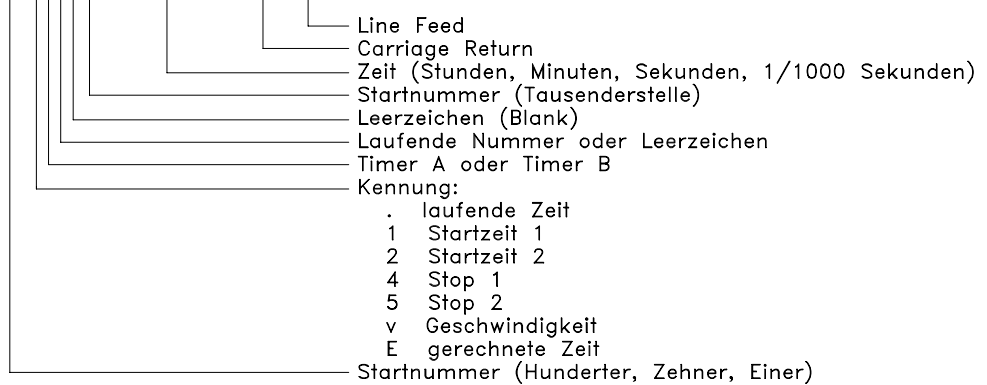 Line Feed
Carriage Return
Zeit (Stunden, Minuten, Sekunden, 1/1000 Sekunden)
Startnummer (Tausenderstelle)
Leerzeichen (Blank)
Laufende Nummer oder Leerzeichen
Timer A oder Timer B
Kennung:
. laufende Zeit
1 Startzeit 1
2 Startzeit 2
4 Stop 1
5 Stop 2
v Geschwindigkeit
E gerechnete Zeit
Startnummer (Hunderter, Zehner, Einer)